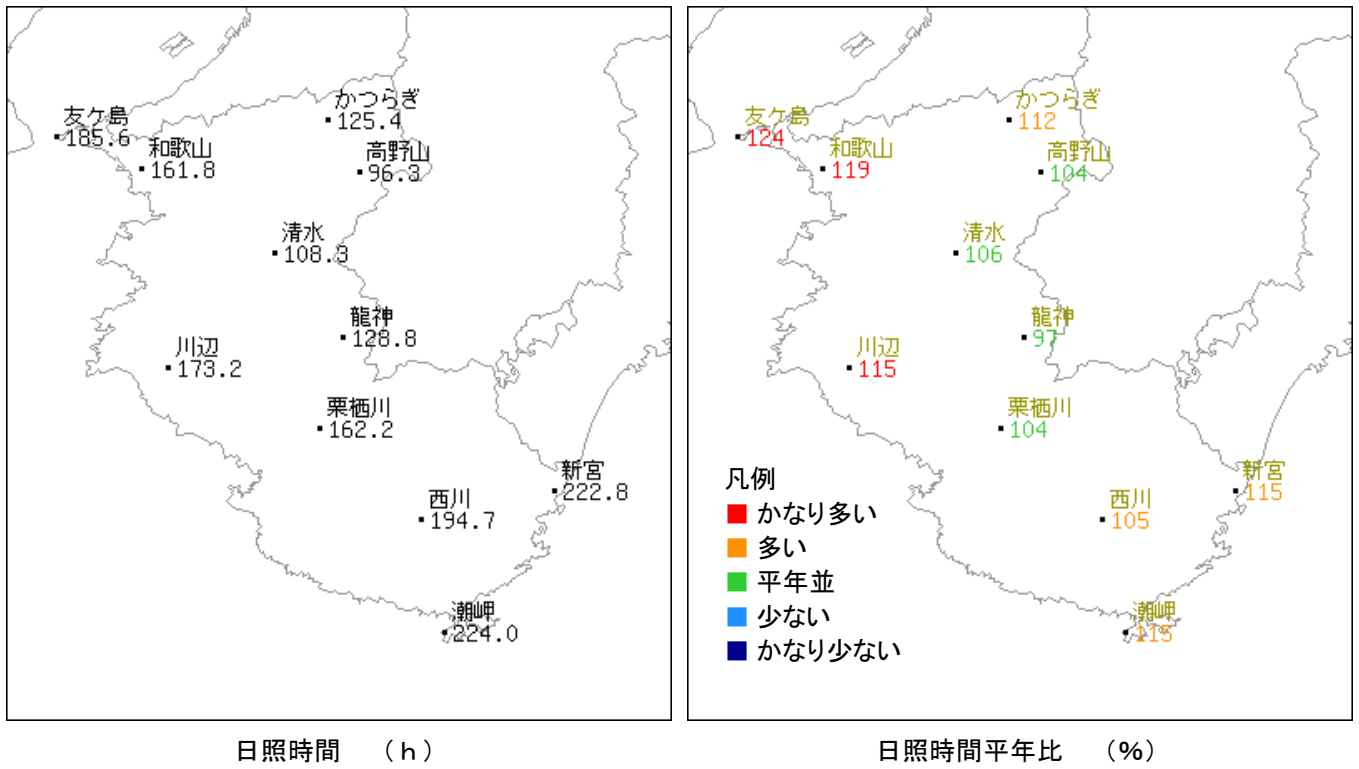 友ケ島
185.6
和歌山
161.8
かつらぎ
125.4
高野山
96.3
清水
108.3
龍神
128.8
川辺
173.2
栗栖川
162.2
新宮
222.8
西川
194.7
潮岬
224.0
日照時間 （ｈ）
友ケ島
124
和歌山
119
かつらぎ
112
高野山
104
清水
106
龍神
97
川辺
115
栗栖川
104
新宮
115
西川
105
潮岬
115
凡例
かなり多い
多い
平年並
少ない
かなり少ない
日照時間平年比 （%）